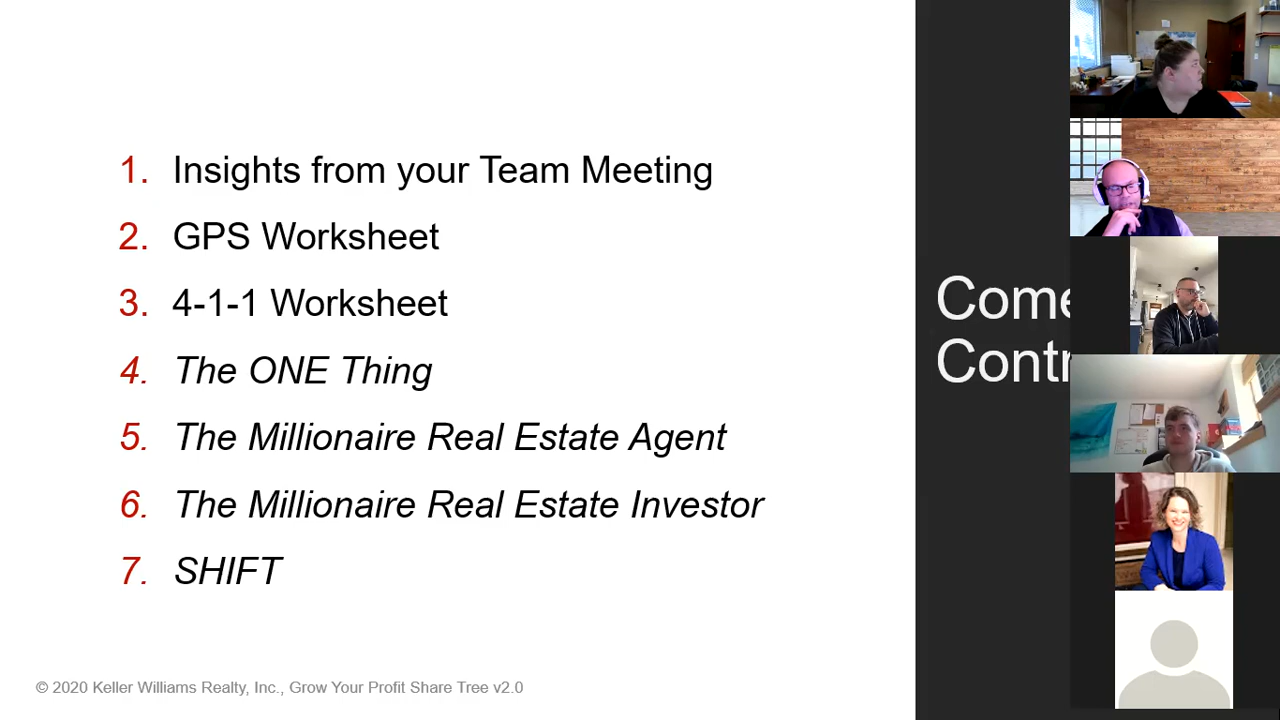 1. Insights from your Team Meeting
2. GPS Worksheet
3. 4-1-1 Worksheet
4. The ONE Thing
5. The Millionaire Real Estate Agent
6. The Millionaire Real Estate Investor
7. SHIFT
Come
Cont
© 2020 Keller Williams Realty, Inc., Grow Your Profit Share Tree v2.0